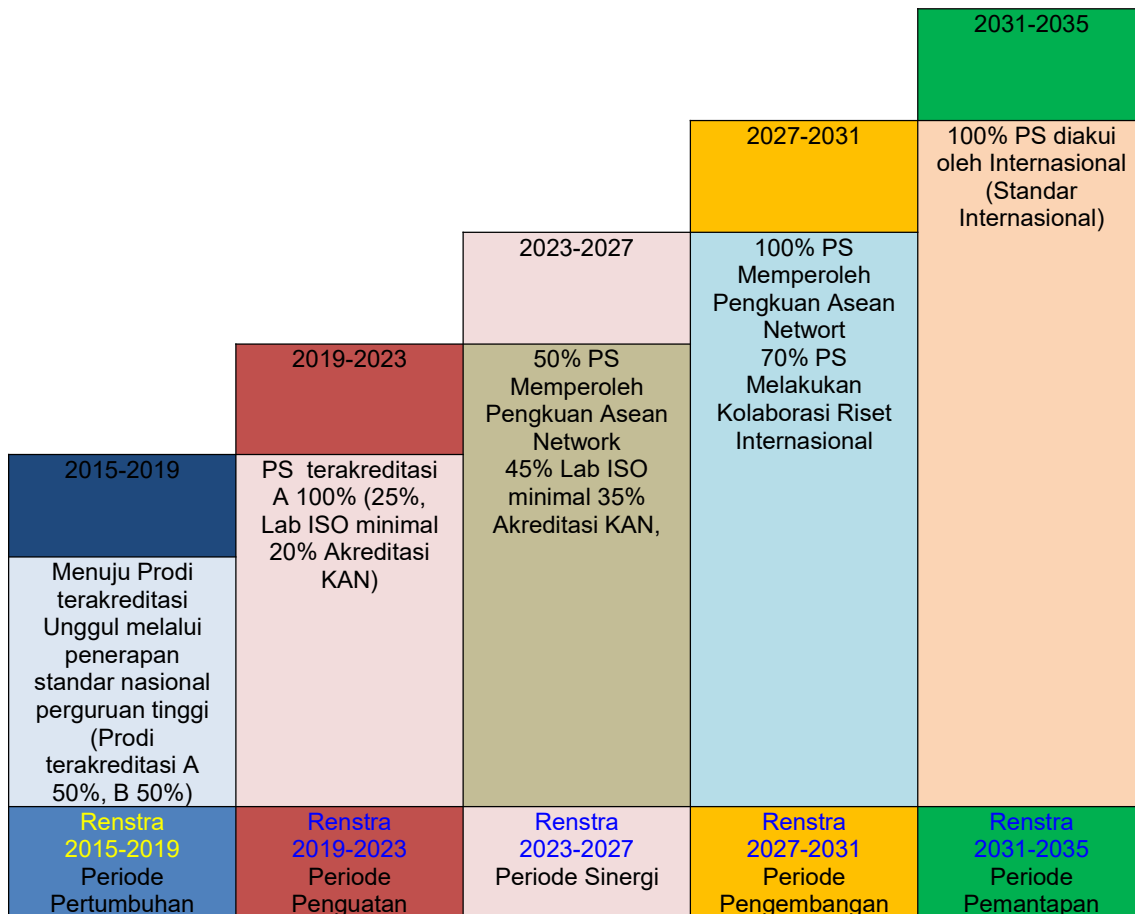 2031-2035
100% PS diakui
oleh Internasional
(Standar
Internasional)
2027-2031
100% PS
Memperoleh
Pengkuan Asean
Networt
70% PS
Melakukan
Kolaborasi Riset
Internasional
2023-2027
50% PS
Memperoleh
Pengkuan Asean
Network
45% Lab ISO
minimal 35%
Akreditasi KAN,
2019-2023
PS terakreditasi
A 100% (25%,
Lab ISO minimal
20% Akreditasi
KAN)
2015-2019
Menuju Prodi
terakreditasi
Unggul melalui
penerapan
standar nasional
perguruan tinggi
(Prodi
terakreditasi A
50%, B 50%)
Renstra
2015-2019
Periode
Pertumbuhan
Renstra
2019-2023
Periode
Penguatan
Renstra
2023-2027
Periode Sinergi
Renstra
2027-2031
Periode
Pengembangan
Renstra
2031-2035
Periode
Pemantapan